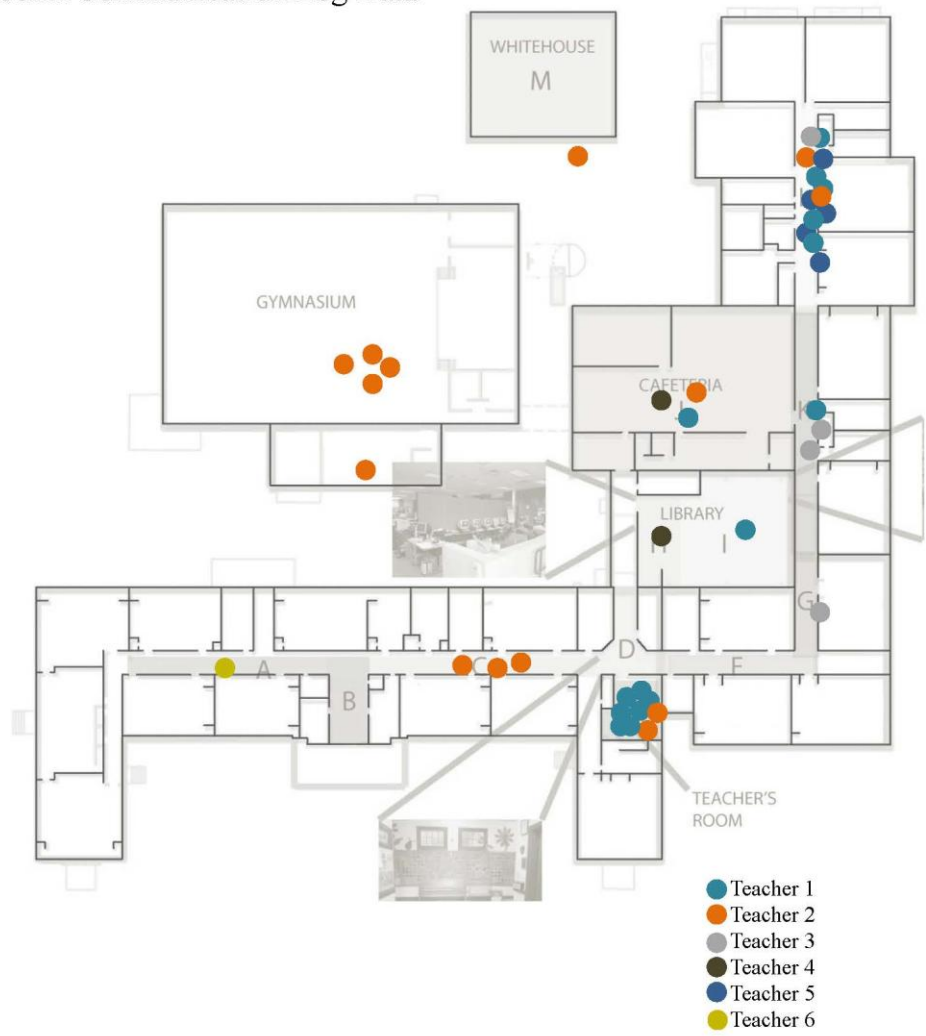 WHITEHOUSE
M
GYMNASIUM
CAFETERIA
K
LIBRARY
G
D
A
C
F
B
TEACHER'S
ROOM
Teacher 1
Teacher 2
Teacher 3
Teacher 4
Teacher 5
Teacher 6